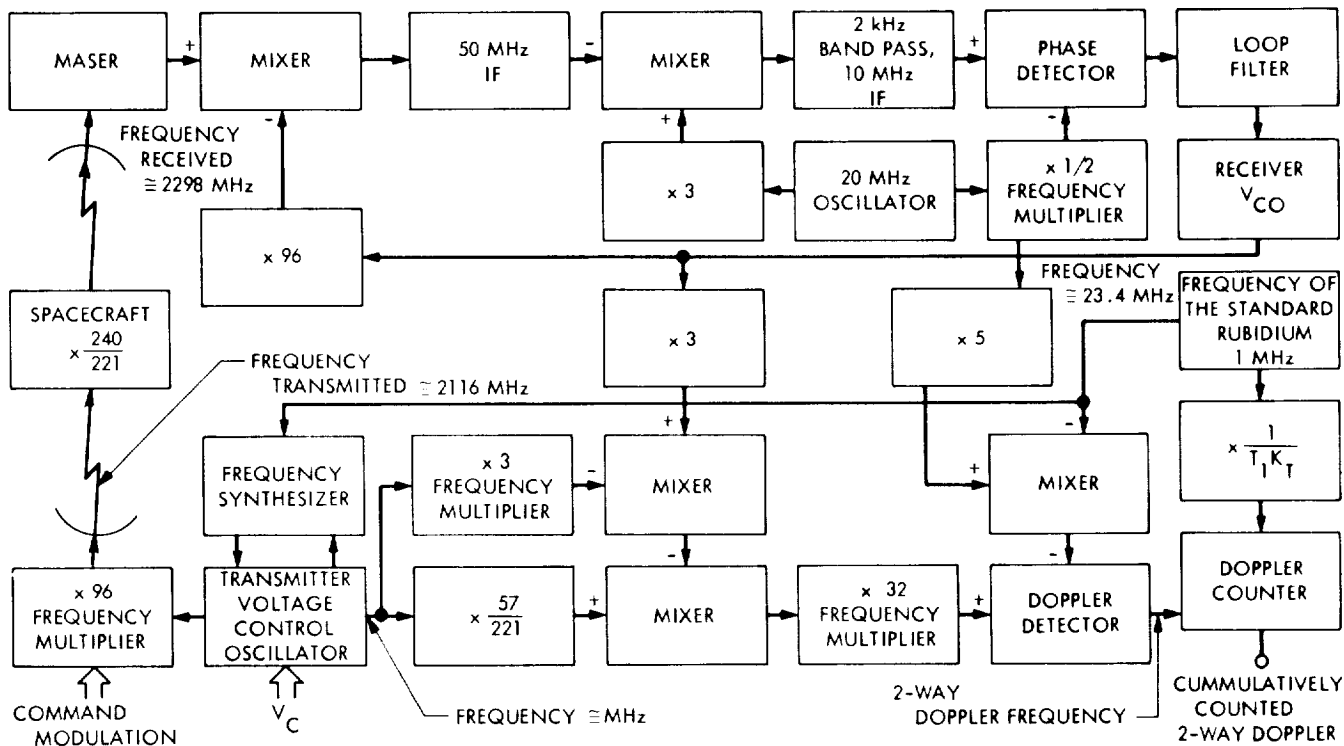 MASER
+
MIXER
50 MHz
IF
-
MIXER
2 kHz
BAND PASS,
10 MHz
IF
+
PHASE
DETECTOR
LOOP
FILTER
FREQUENCY
RECEIVED
≅ 2298 MHz
-
+
-
× 96
× 3
20 MHz
OSCILLATOR
× 1/2
FREQUENCY
MULTIPLIER
RECEIVER
VCO
SPACECRAFT
× 240/221
× 3
FREQUENCY
≅ 23.4 MHz
× 5
FREQUENCY OF
THE STANDARD
RUBIDIUM
1 MHz
FREQUENCY
TRANSMITTED ≅ 2116 MHz
FREQUENCY
SYNTHESIZER
× 3
FREQUENCY
MULTIPLIER
-
+
MIXER
+
-
MIXER
× 1/T1KT
× 96
FREQUENCY
MULTIPLIER
TRANSMITTER
VOLTAGE
CONTROL
OSCILLATOR
× 57/221
+
-
MIXER
× 32
FREQUENCY
MULTIPLIER
+
-
DOPPLER
DETECTOR
DOPPLER
COUNTER
COMMAND
MODULATION
VC
FREQUENCY ≅MHz
2-WAY
DOPPLER FREQUENCY
CUMMULATIVELY
COUNTED
2-WAY DOPPLER